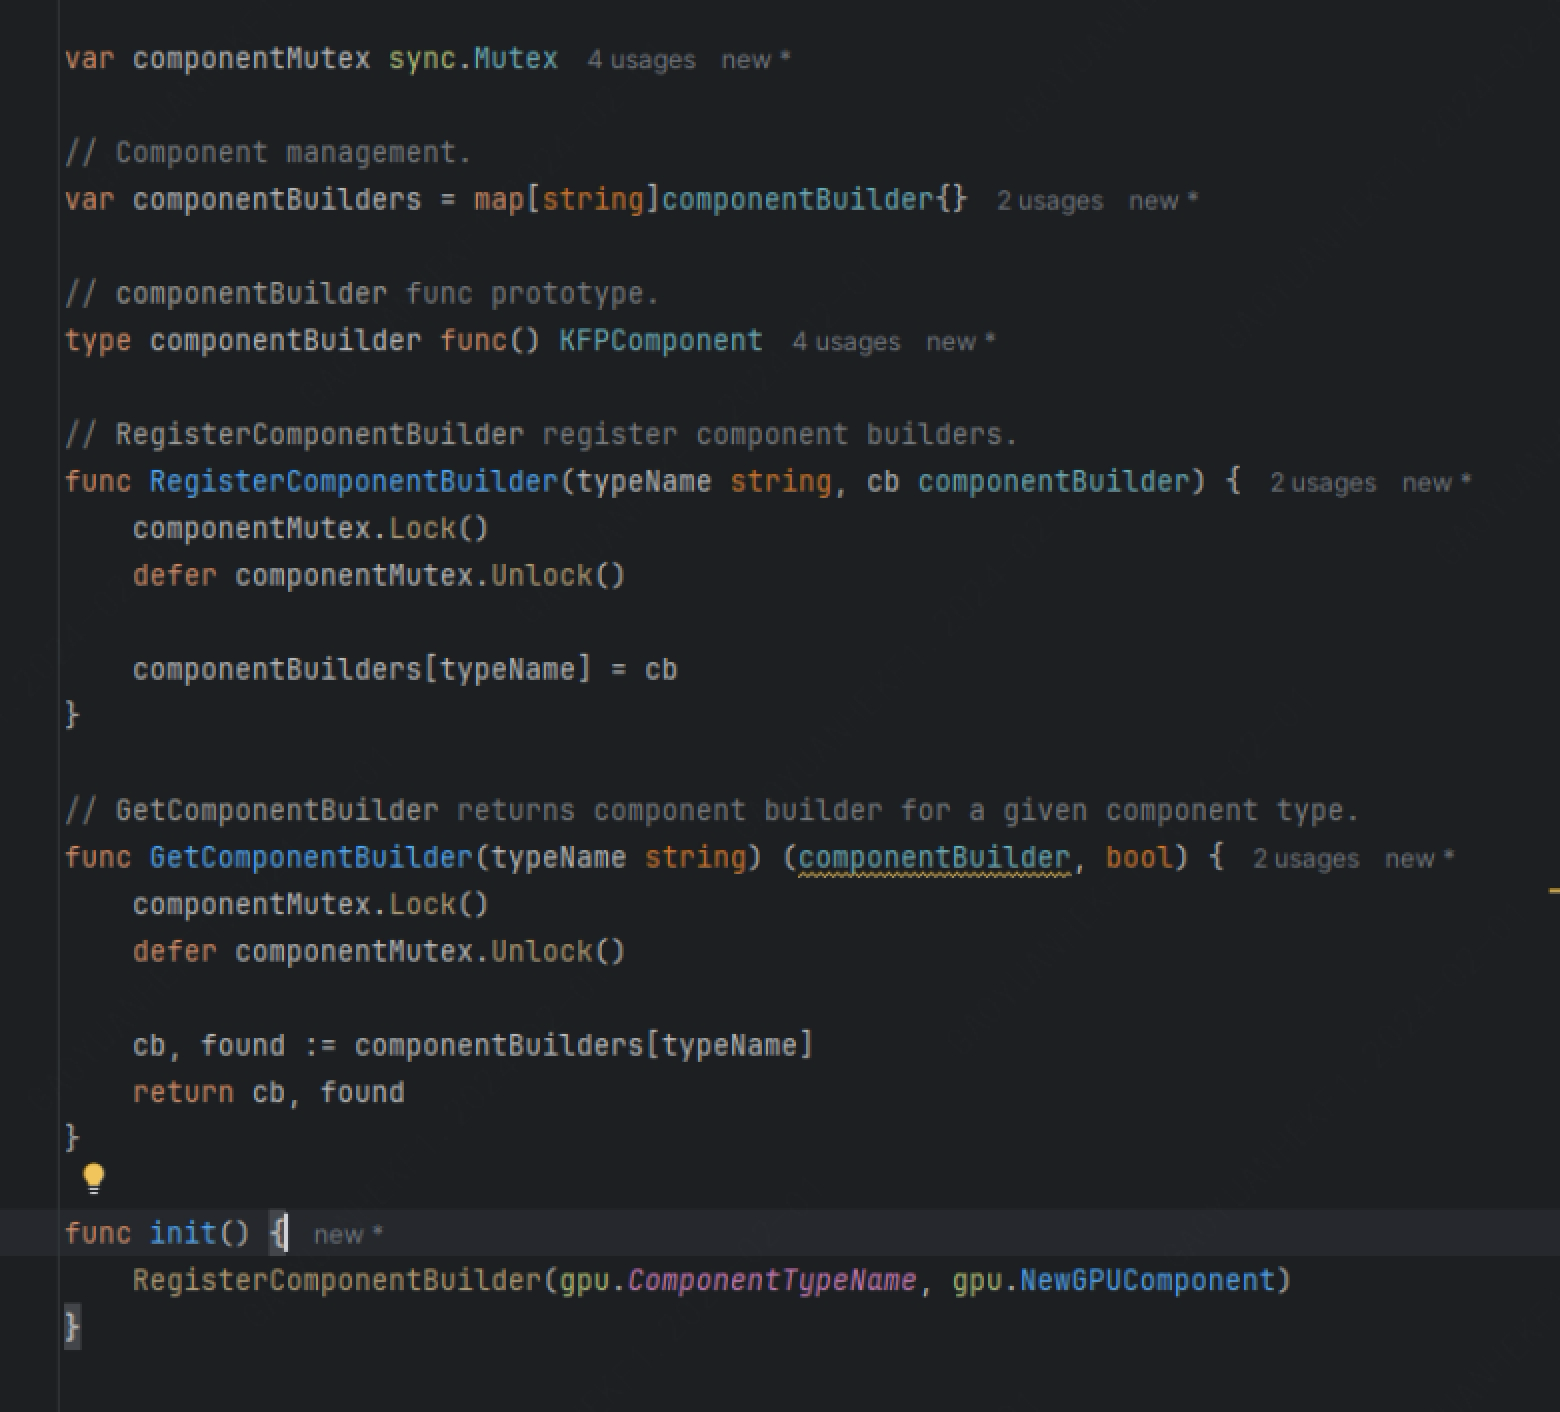 var componentMutex sync.Mutex 4 usages new *
// Component management.
var componentBuilders = map[string]componentBuilder{} 2 usages new *
// componentBuilder func prototype.
type componentBuilder func() KFPComponent 4 usages new *
// RegisterComponentBuilder register component builders.
func RegisterComponentBuilder(typeName string, cb componentBuilder) { 2 usages new *
componentMutex.Lock()
defer componentMutex.Unlock()
componentBuilders[typeName] = cb
}
// GetComponentBuilder returns component builder for a given component type.
func GetComponentBuilder(typeName string) (componentBuilder, bool) { 2 usages new *
componentMutex.Lock()
defer componentMutex.Unlock()
cb, found := componentBuilders[typeName]
return cb, found
}
func init() { new *
RegisterComponentBuilder(gpu.ComponentTypeName, gpu.NewGPUComponent)
}